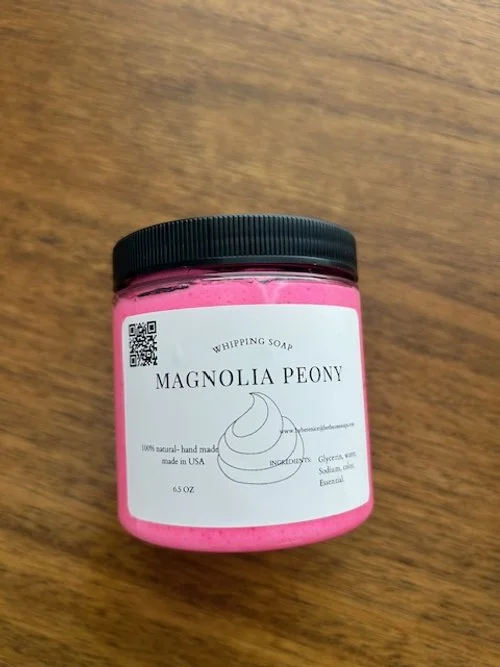 WHIPPING SOAP
MAGNOLIA PEONY
100% natural- hand made
made in USA
6.5 OZ
INGREDIENTS:
Glycerin, water,
Sodium, color,
Essential.